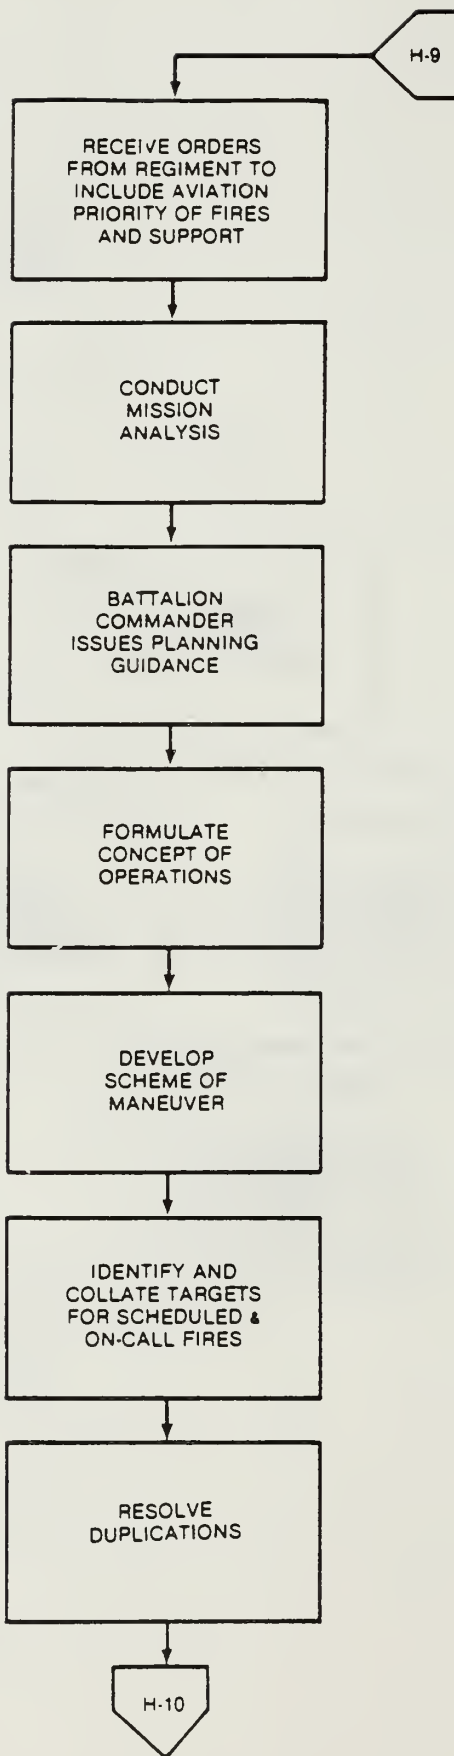 H-9
RECEIVE ORDERS
FROM REGIMENT TO
INCLUDE AVIATION
PRIORITY OF FIRES
AND SUPPORT
CONDUCT
MISSION
ANALYSIS
BATTALION
COMMANDER
ISSUES PLANNING
GUIDANCE
FORMULATE
CONCEPT OF
OPERATIONS
DEVELOP
SCHEME OF
MANEUVER
IDENTIFY AND
COLLATE TARGETS
FOR SCHEDULED &
ON-CALL FIRES
RESOLVE
DUPLICATIONS
H-10